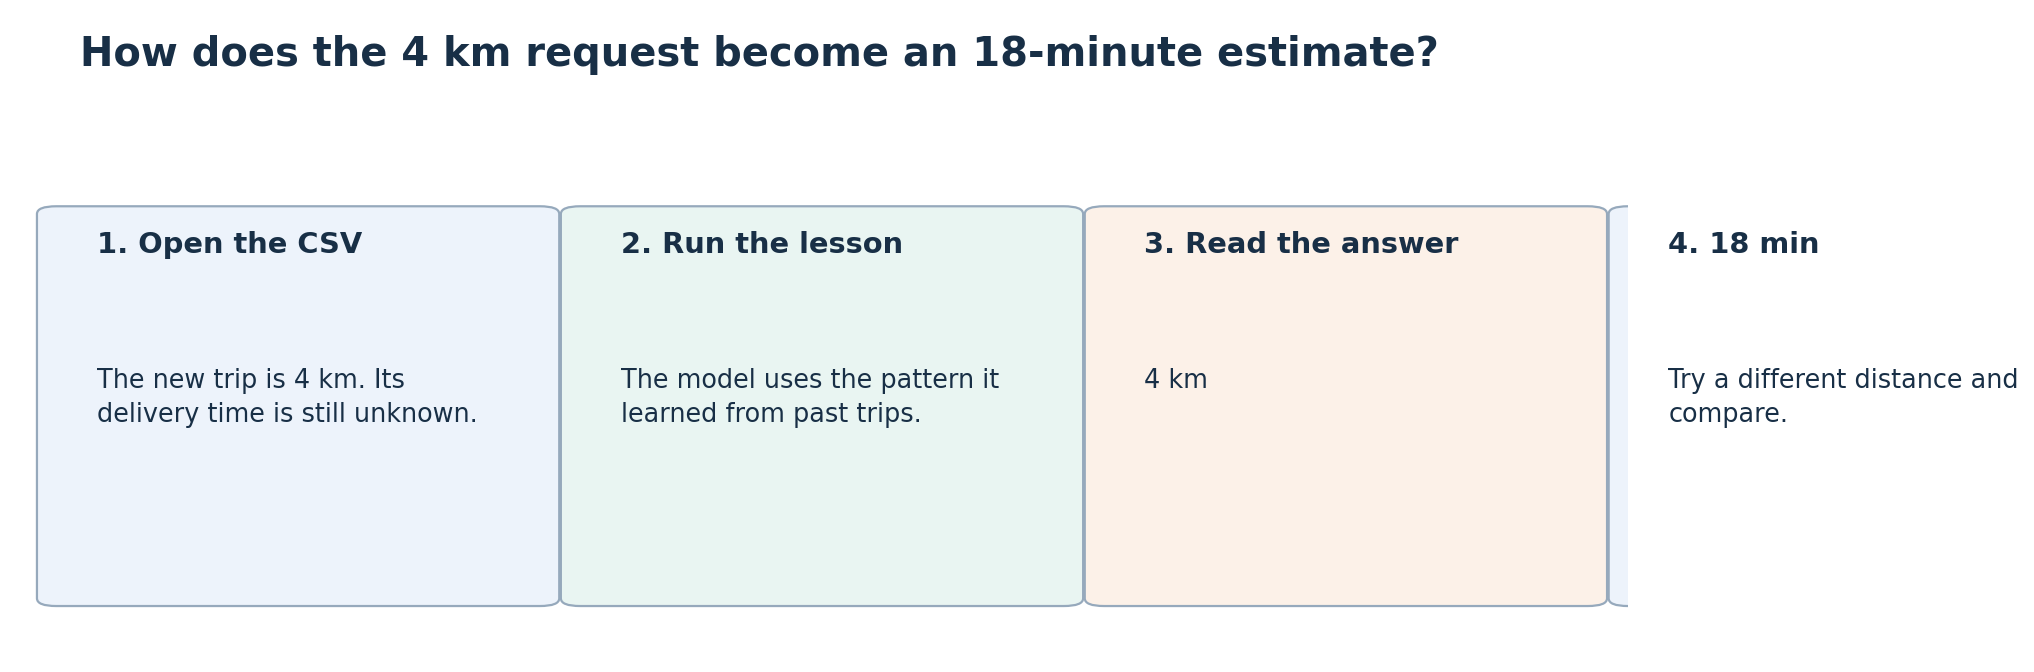 How does the 4 km request become an 18-minute estimate?
1. Open the CSV
The new trip is 4 km. Its
delivery time is still unknown.
2. Run the lesson
The model uses the pattern it
learned from past trips.
3. Read the answer
4 km
4. 18 min
Try a different distance and
compare.